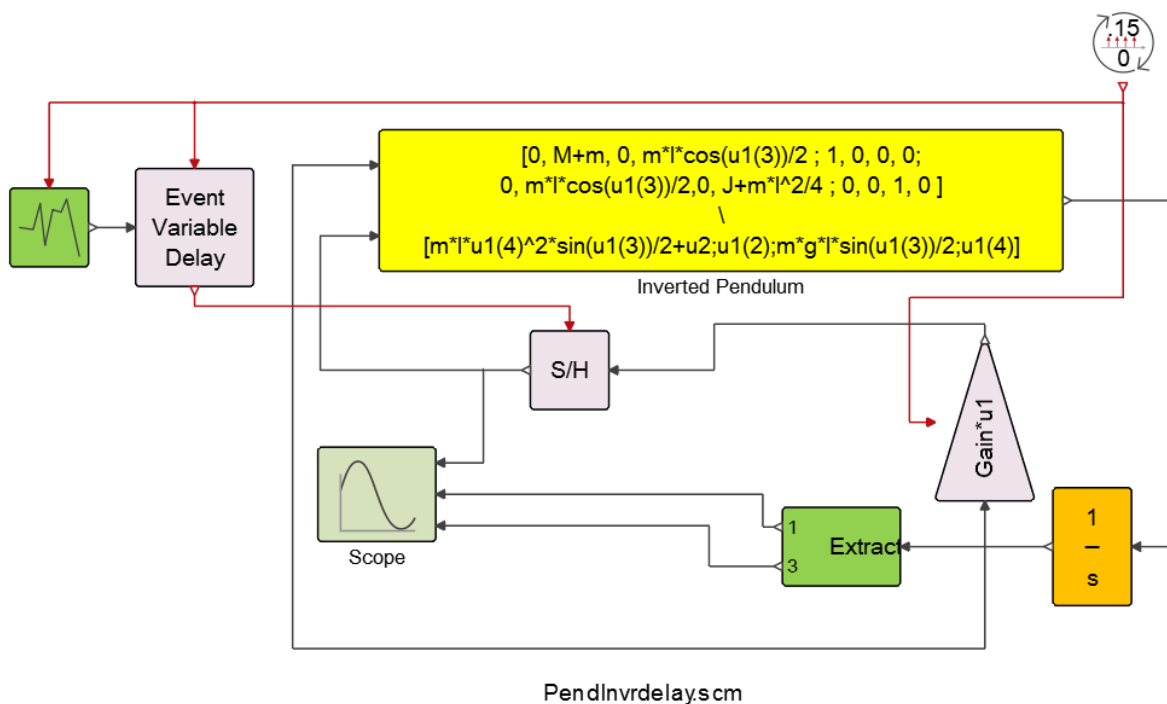 .15
0
Event
Variable
Delay
[0, M+m, 0, m*l*cos(u1(3))/2 ; 1, 0, 0, 0;
0, m*l*cos(u1(3))/2,0, J+m*l^2/4 ; 0, 0, 1, 0 ]
\
[m*l*u1(4)^2*sin(u1(3))/2+u2;u1(2);m*g*l*sin(u1(3))/2;u1(4)]
Inverted Pendulum
S/H
Gain*u1
Scope
1
Extract
3
1
s
PendInvrdelay.scm